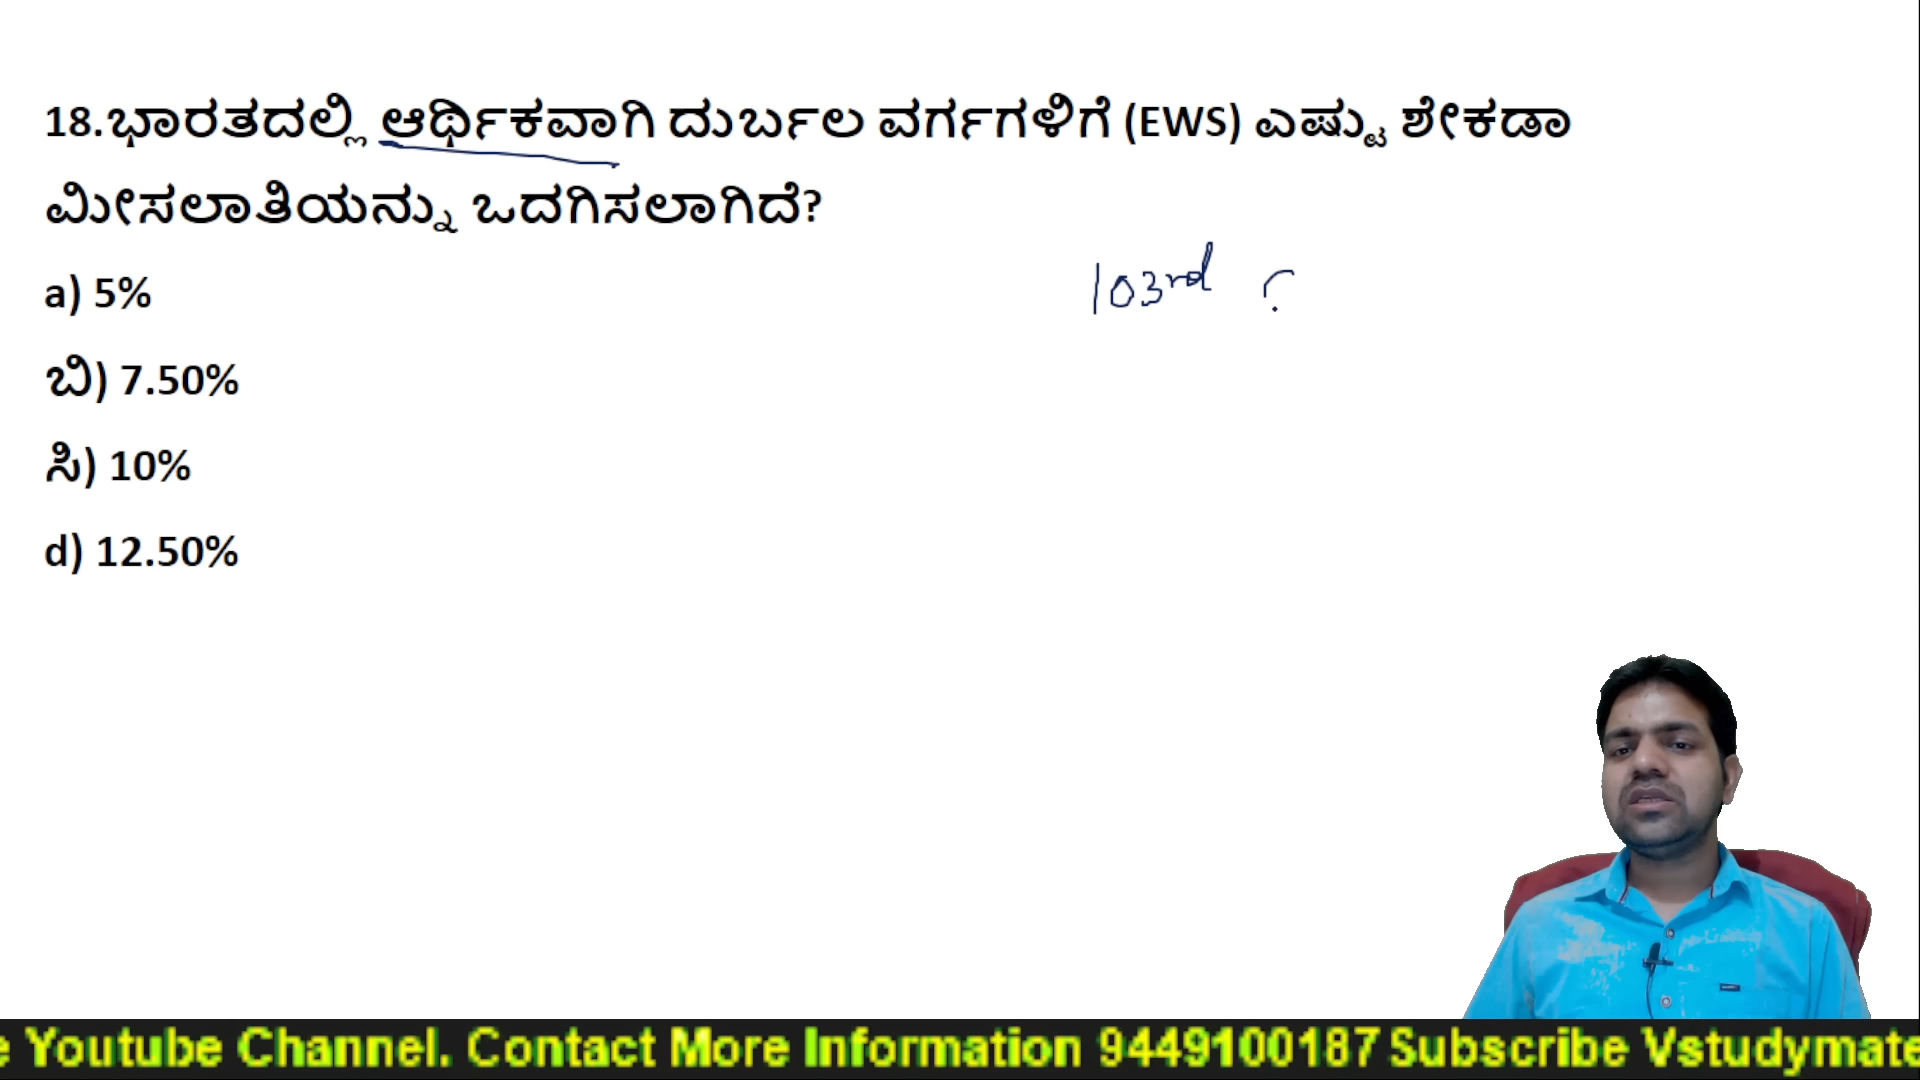 18.ಭಾರತದಲ್ಲಿ ಆರ್ಥಿಕವಾಗಿ ದುರ್ಬಲ ವರ್ಗಗಳಿಗೆ (EWS) ಎಷ್ಟು ಶೇಕಡಾ
ಮೀಸಲಾತಿಯನ್ನು ಒದಗಿಸಲಾಗಿದೆ?
103rd
a) 5%
ಬಿ) 7.50%
ಸಿ) 10%
d) 12.50%
e Youtube Channel. Contact More Information 9449100187 Subscribe Vstudymate